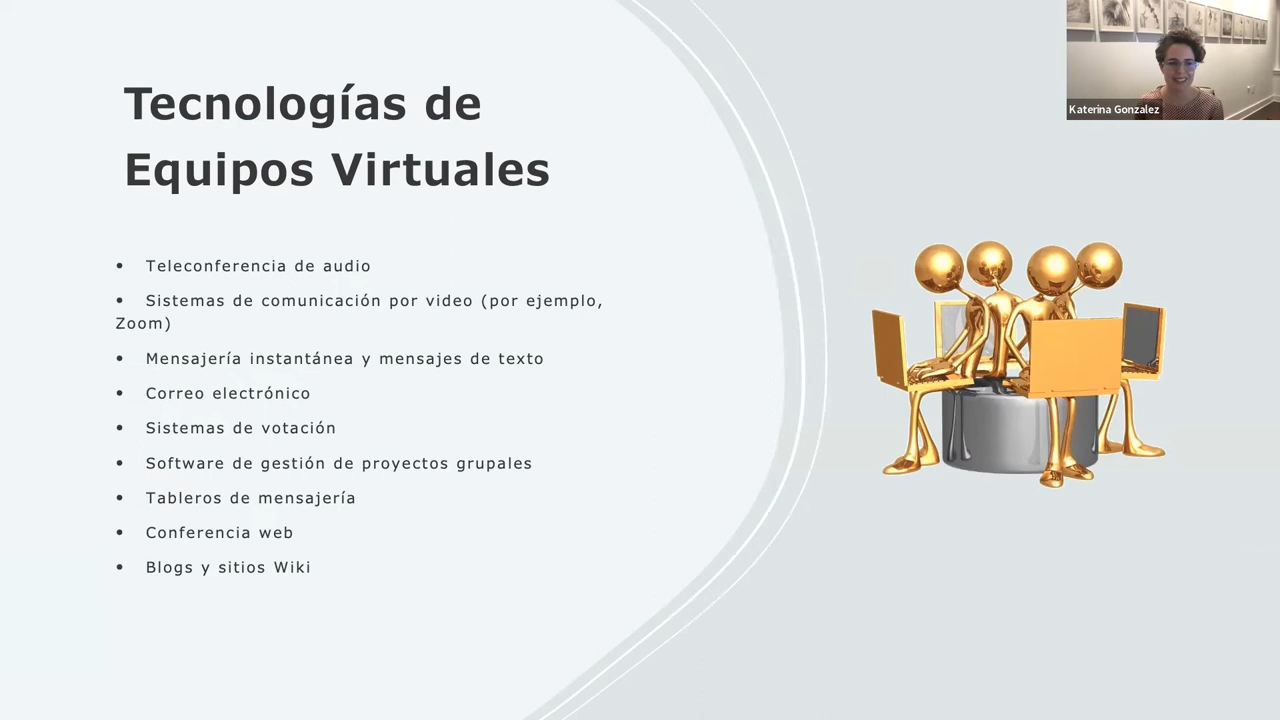 Tecnologías de
Equipos Virtuales
• Teleconferencia de audio
• Sistemas de comunicación por video (por ejemplo,
Zoom)
• Mensajería instantánea y mensajes de texto
• Correo electrónico
• Sistemas de votación
• Software de gestión de proyectos grupales
• Tableros de mensajería
• Conferencia web
• Blogs y sitios Wiki
Katerina Gonzalez